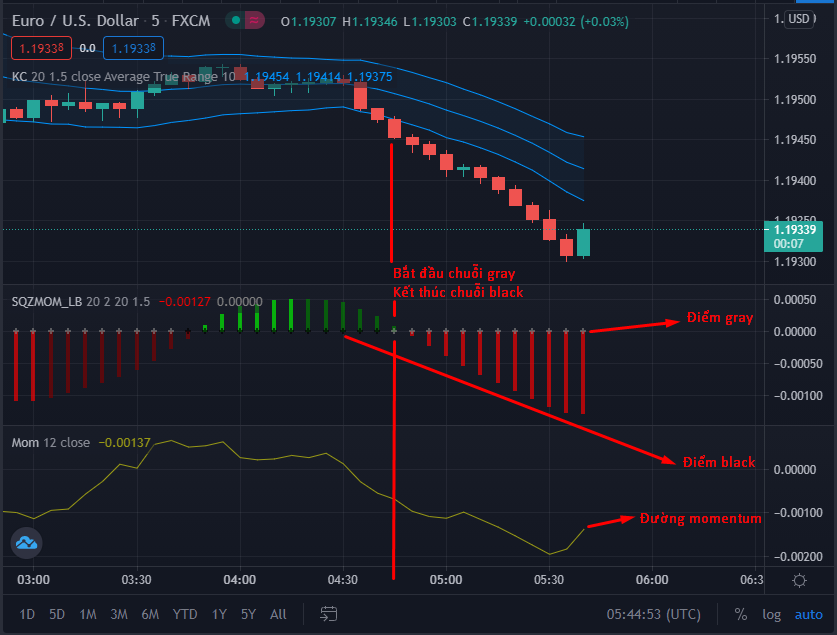 Euro / U.S. Dollar · 5 · FXCM O1.19307 H1.19346 L1.19303 C1.19339 +0.00032 (+0.03%)
USD
1.19338 0.0 1.19338
KC 20 1.5 close Average True Range 10 1.19454 1.19414 1.19375
1.19550
1.19500
1.19450
1.19400
1.19350
1.19339
00:07
1.19300
Bắt đầu chuỗi gray
Kết thúc chuỗi black
SQZMOM_LB 20 2 20 1.5 −0.00127 0.00000
0.00050
Điểm gray
0.00000
−0.00050
−0.00100
Mom 12 close −0.00137
Điểm black
0.00000
Đường momentum
−0.00100
−0.00200
03:00 03:30 04:00 04:30 05:00 05:30 06:00 06:3
1D 5D 1M 3M 6M YTD 1Y 5Y All 05:44:53 (UTC) % log auto